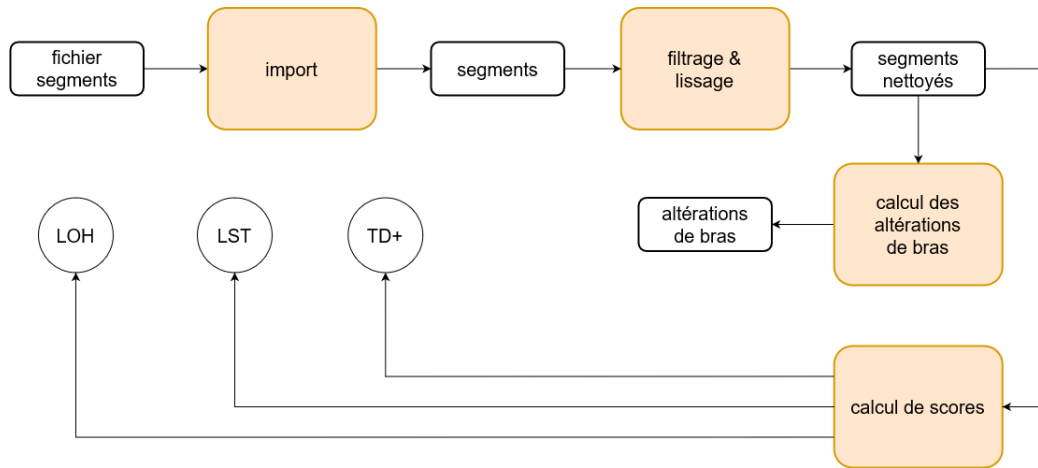 fichier
segments
import
segments
filtrage &
lissage
segments
nettoyés
calcul des
altérations
de bras
altérations
de bras
LOH
LST
TD+
calcul de scores